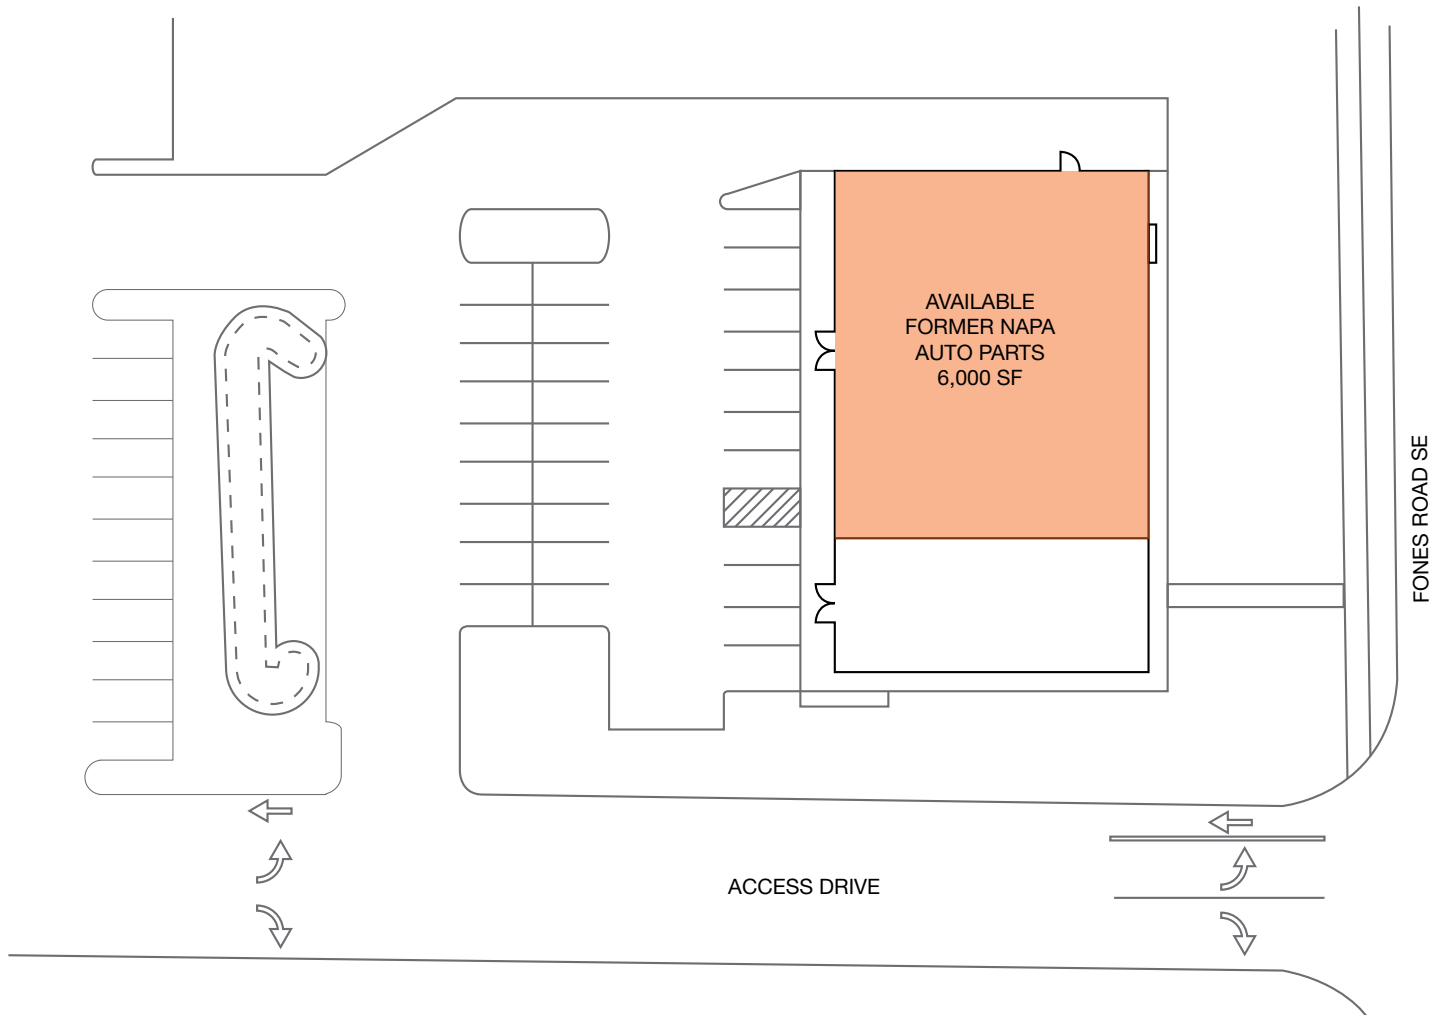 AVAILABLE
FORMER NAPA
AUTO PARTS
6,000 SF
FONES ROAD SE
ACCESS DRIVE